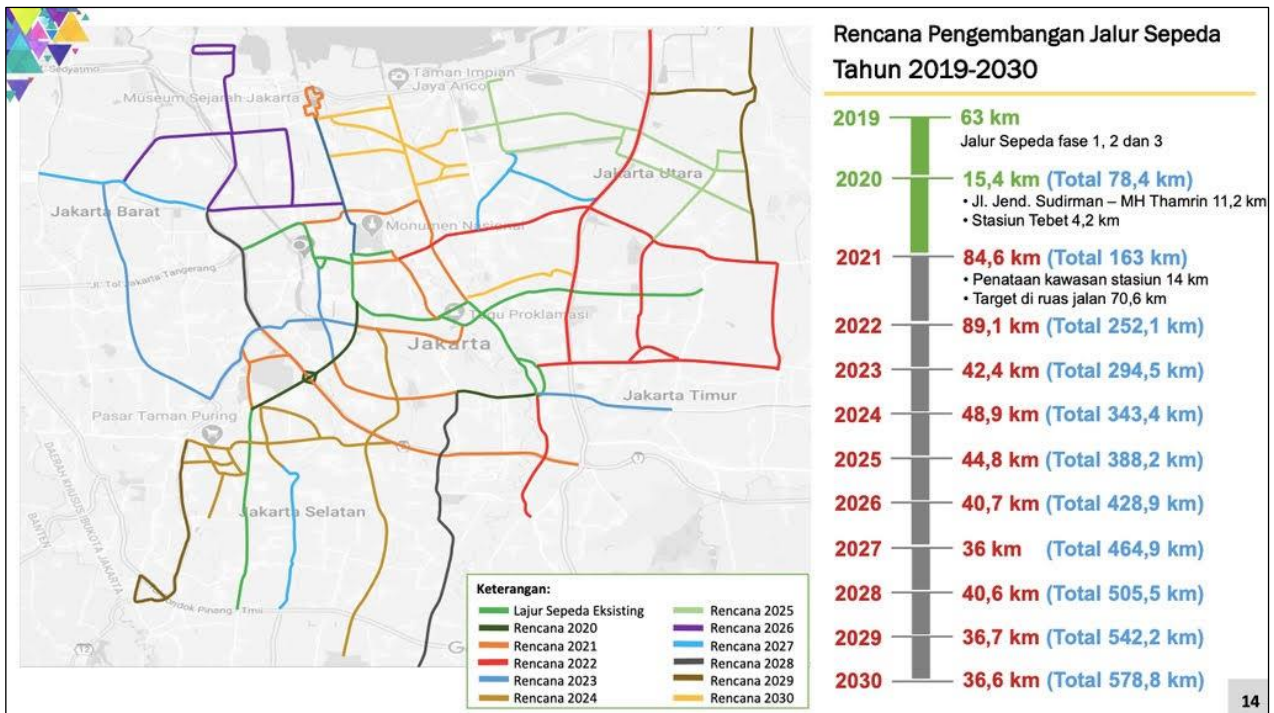 Rencana Pengembangan Jalur Sepeda
Tahun 2019-2030
2019 63 km
Jalur Sepeda fase 1, 2 dan 3
2020 15,4 km (Total 78,4 km)
• Jl. Jend. Sudirman – MH Thamrin 11,2 km
• Stasiun Tebet 4,2 km
2021 84,6 km (Total 163 km)
• Penataan kawasan stasiun 14 km
• Target di ruas jalan 70,6 km
2022 89,1 km (Total 252,1 km)
2023 42,4 km (Total 294,5 km)
2024 48,9 km (Total 343,4 km)
2025 44,8 km (Total 388,2 km)
2026 40,7 km (Total 428,9 km)
2027 36 km (Total 464,9 km)
2028 40,6 km (Total 505,5 km)
2029 36,7 km (Total 542,2 km)
2030 36,6 km (Total 578,8 km)
14
Taman Impian
Jaya Ancol
Museum Sejarah Jakarta
Jakarta Utara
Jakarta Barat
Monumen Nasional
Jl. Tol Jakarta-Tangerang
Tugu Proklamasi
Jakarta
Jakarta Timur
Pasar Taman Puring
DAERAH KHUSUS IBUKOTA JAKARTA
BANTEN
Jakarta Selatan
Pinang
Keterangan:
Lajur Sepeda Eksisting
Rencana 2020
Rencana 2021
Rencana 2022
Rencana 2023
Rencana 2024
Rencana 2025
Rencana 2026
Rencana 2027
Rencana 2028
Rencana 2029
Rencana 2030